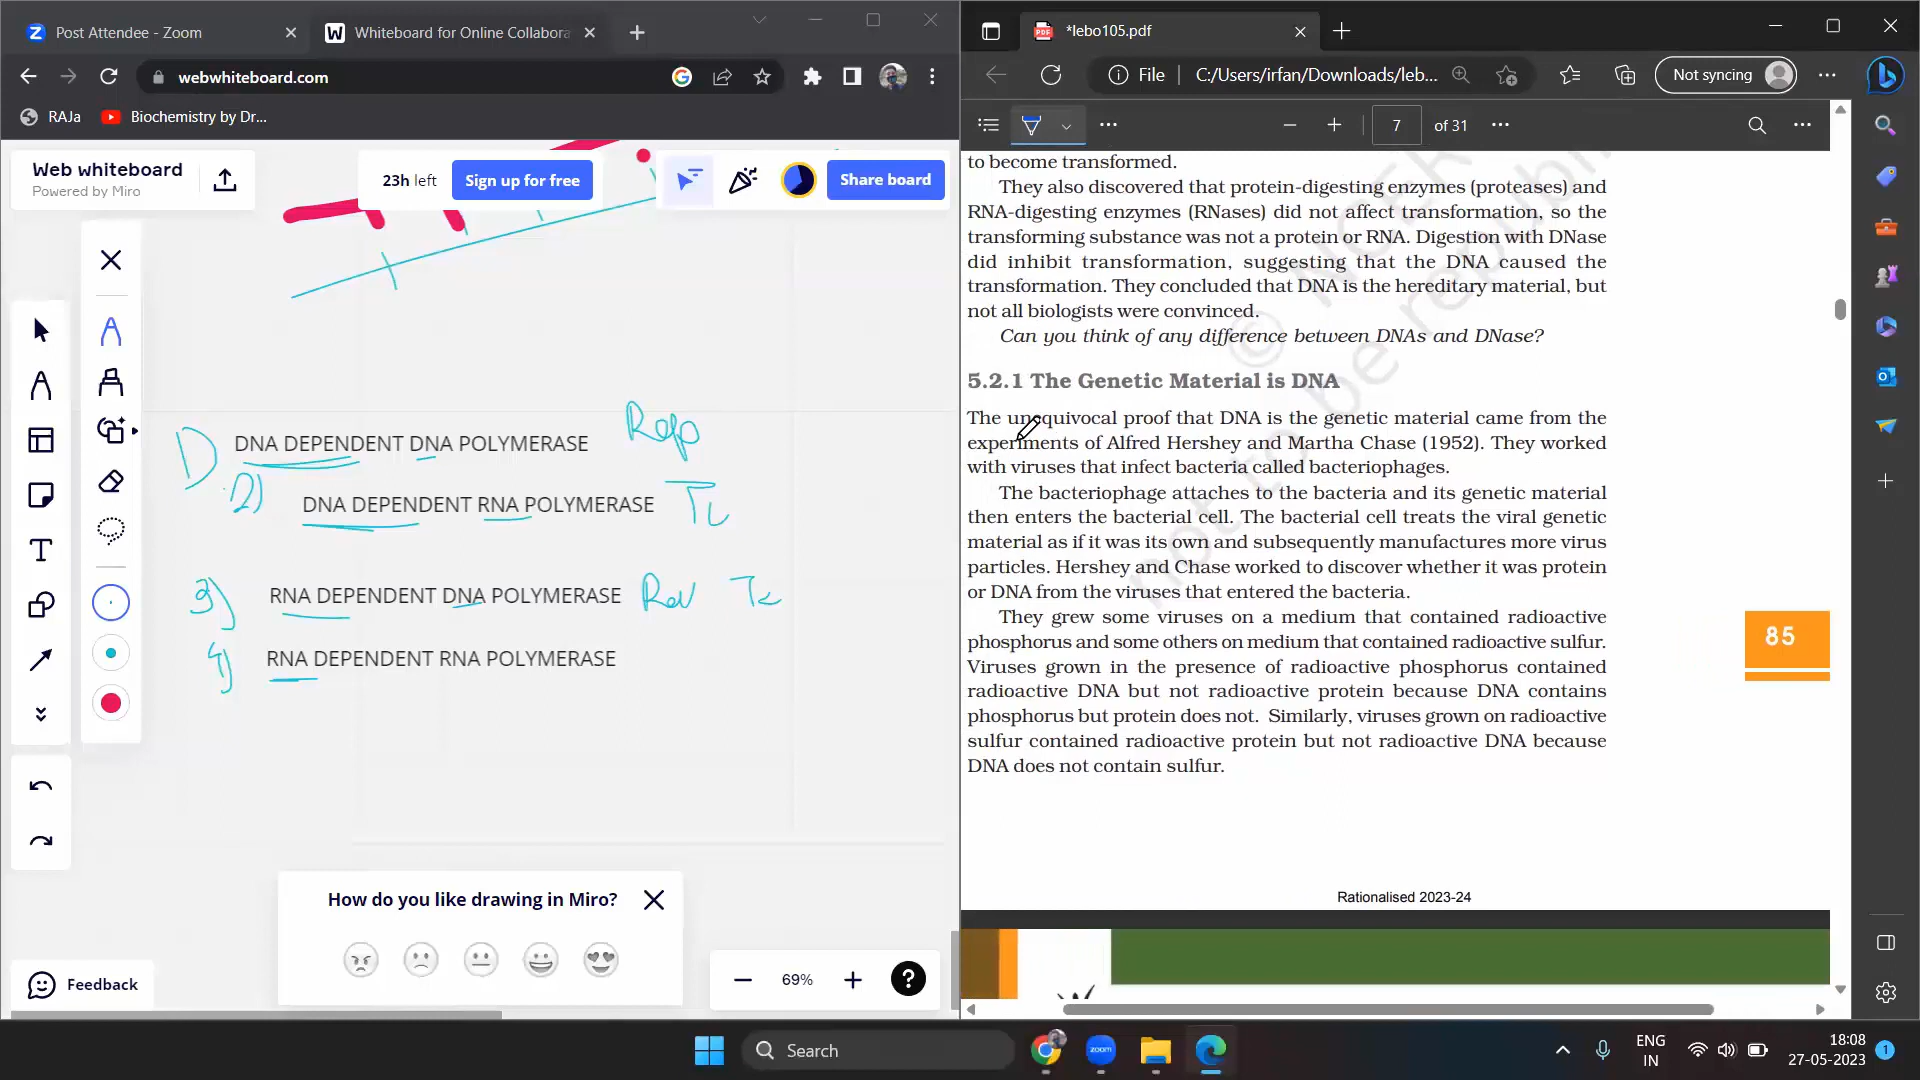 Post Attendee - Zoom
Whiteboard for Online Collabora
webwhiteboard.com
RAJa
Biochemistry by Dr...
Web whiteboard
Powered by Miro
23h left
Sign up for free
Share board
D
DNA DEPENDENT DNA POLYMERASE
Rep
2)
DNA DEPENDENT RNA POLYMERASE
Tc
3)
RNA DEPENDENT DNA POLYMERASE
Rev Tc
4)
RNA DEPENDENT RNA POLYMERASE
How do you like drawing in Miro?
Feedback
69%
?
*lebo105.pdf
File
C:/Users/irfan/Downloads/leb...
Not syncing
7 of 31
to become transformed.
They also discovered that protein-digesting enzymes (proteases) and
RNA-digesting enzymes (RNases) did not affect transformation, so the
transforming substance was not a protein or RNA. Digestion with DNase
did inhibit transformation, suggesting that the DNA caused the
transformation. They concluded that DNA is the hereditary material, but
not all biologists were convinced.
Can you think of any difference between DNAs and DNase?
5.2.1 The Genetic Material is DNA
The unequivocal proof that DNA is the genetic material came from the
experiments of Alfred Hershey and Martha Chase (1952). They worked
with viruses that infect bacteria called bacteriophages.
The bacteriophage attaches to the bacteria and its genetic material
then enters the bacterial cell. The bacterial cell treats the viral genetic
material as if it was its own and subsequently manufactures more virus
particles. Hershey and Chase worked to discover whether it was protein
or DNA from the viruses that entered the bacteria.
They grew some viruses on a medium that contained radioactive
phosphorus and some others on medium that contained radioactive sulfur.
Viruses grown in the presence of radioactive phosphorus contained
radioactive DNA but not radioactive protein because DNA contains
phosphorus but protein does not. Similarly, viruses grown on radioactive
sulfur contained radioactive protein but not radioactive DNA because
DNA does not contain sulfur.
© NCER
not to be republi
85
Rationalised 2023-24
Search
zoom
ENG
IN
18:08
27-05-2023
1